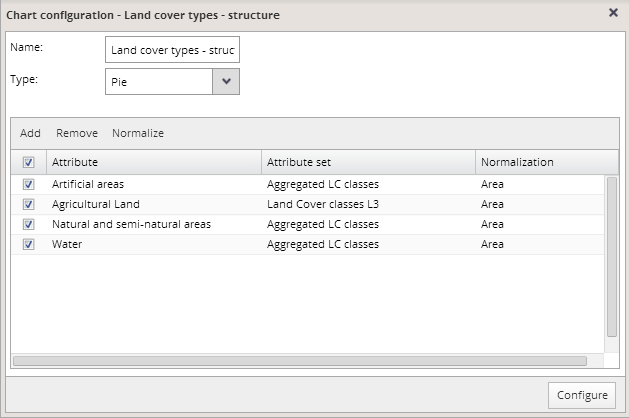 Chart configuration - Land cover types - structure
Name: Land cover types - struc
Type: Pie
Add Remove Normalize
Attribute Attribute set Normalization
Artificial areas Aggregated LC classes Area
Agricultural Land Land Cover classes L3 Area
Natural and semi-natural areas Aggregated LC classes Area
Water Aggregated LC classes Area
Configure